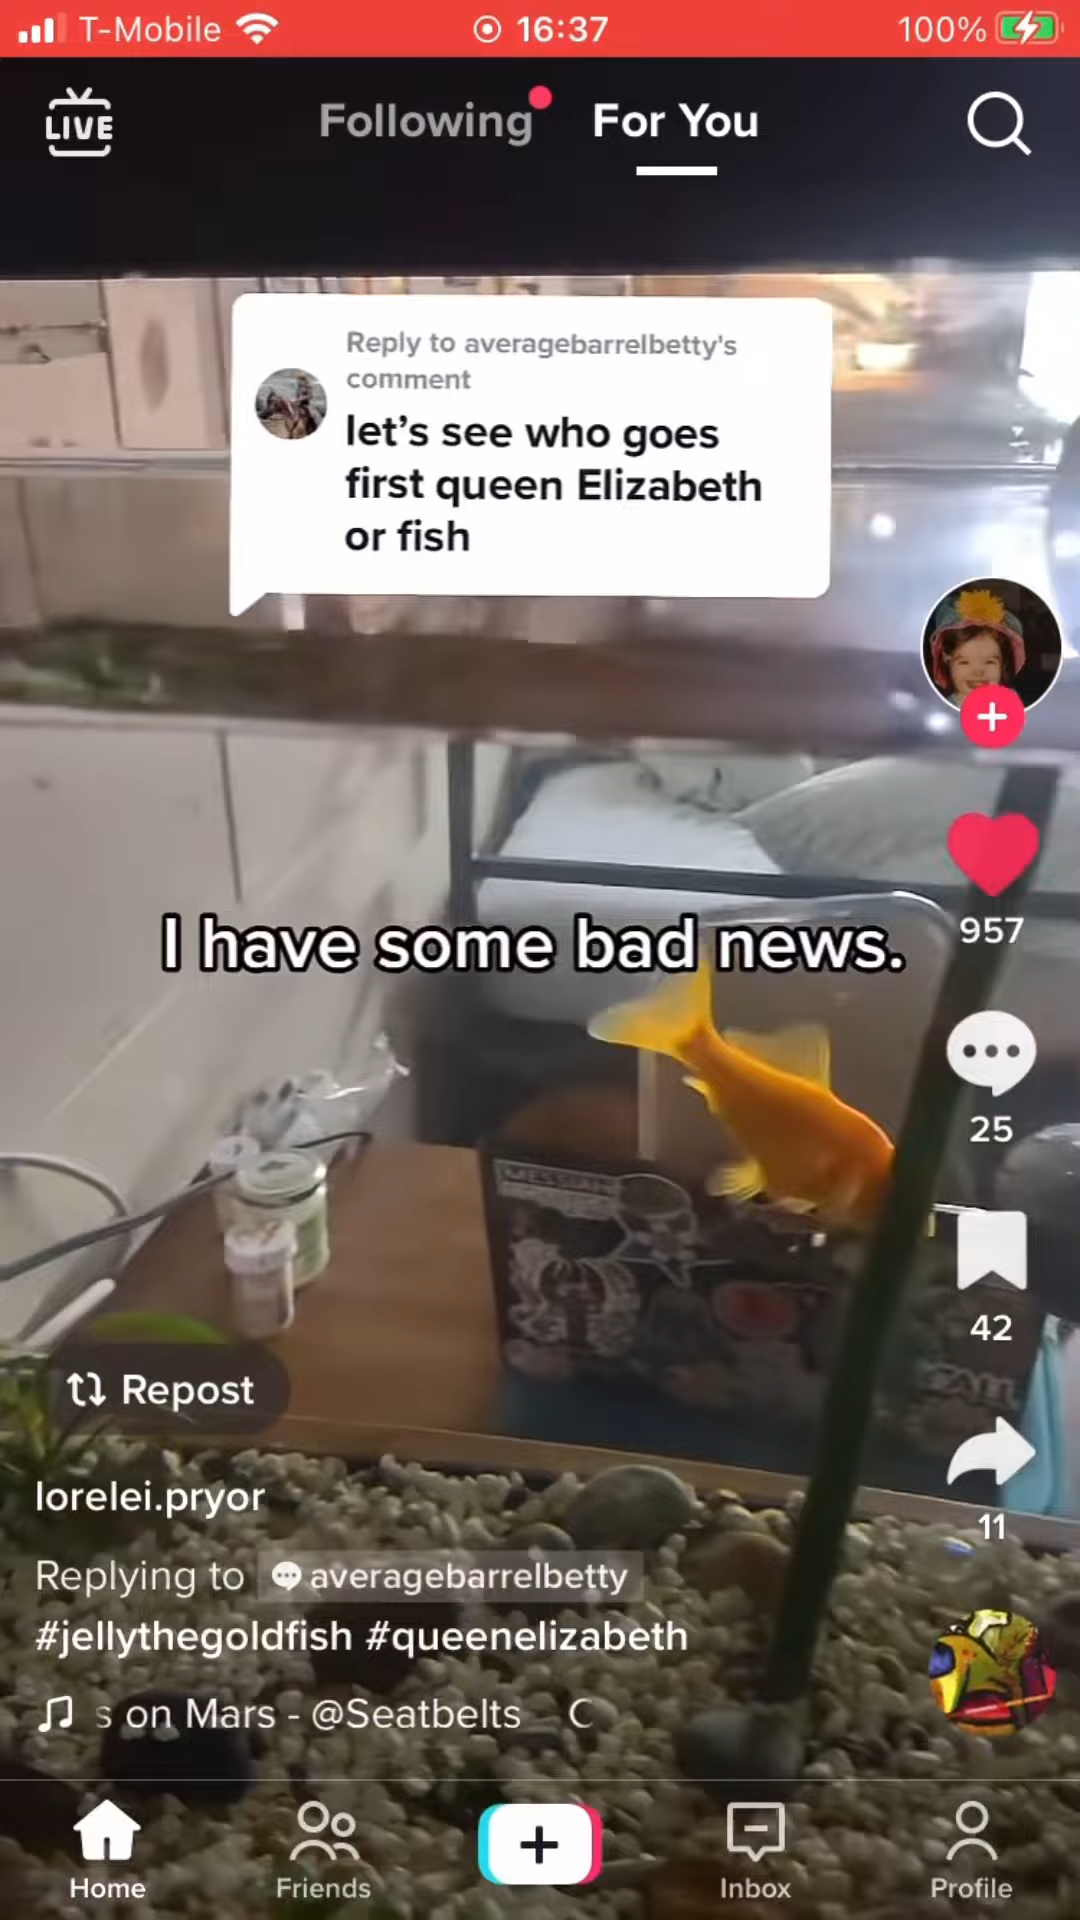 T-Mobile 16:37 100%
LIVE Following For You
Reply to averagebarrelbetty's
comment
let’s see who goes
first queen Elizabeth
or fish
I have some bad news.
957
25
42
11
Repost
lorelei.pryor
Replying to averagebarrelbetty
#jellythegoldfish #queenelizabeth
s on Mars - @Seatbelts C
Home Friends Inbox Profile